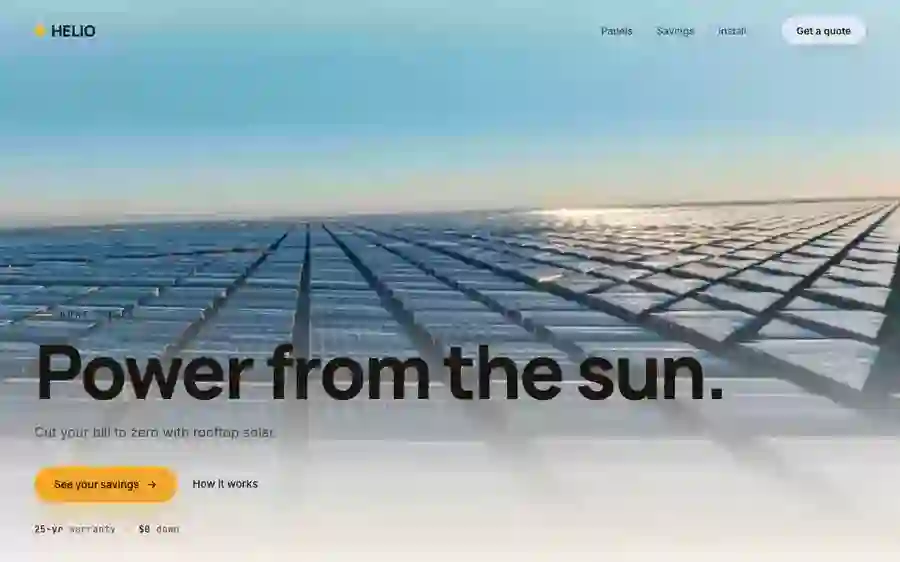 HELIO
Panels Savings Install Get a quote
Power from the sun.
Cut your bill to zero with rooftop solar.
See your savings → How it works
25-yr warranty · $0 down